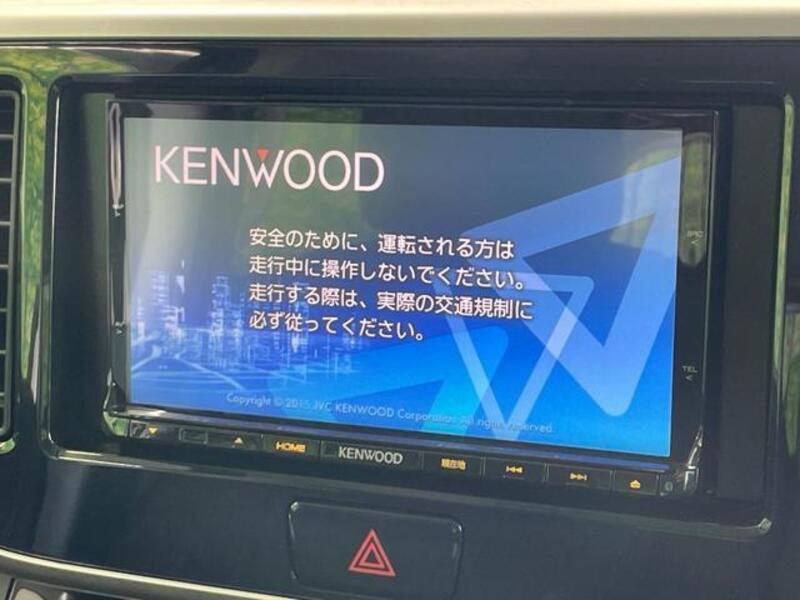 KENWOOD
安全のために、運転される方は
走行中に操作しないでください。
走行する際は、実際の交通規制に
必ず従ってください。
Copyright © 2015 JVC KENWOOD Corporation All rights reserved.
TEL
HOME
KENWOOD
現在地